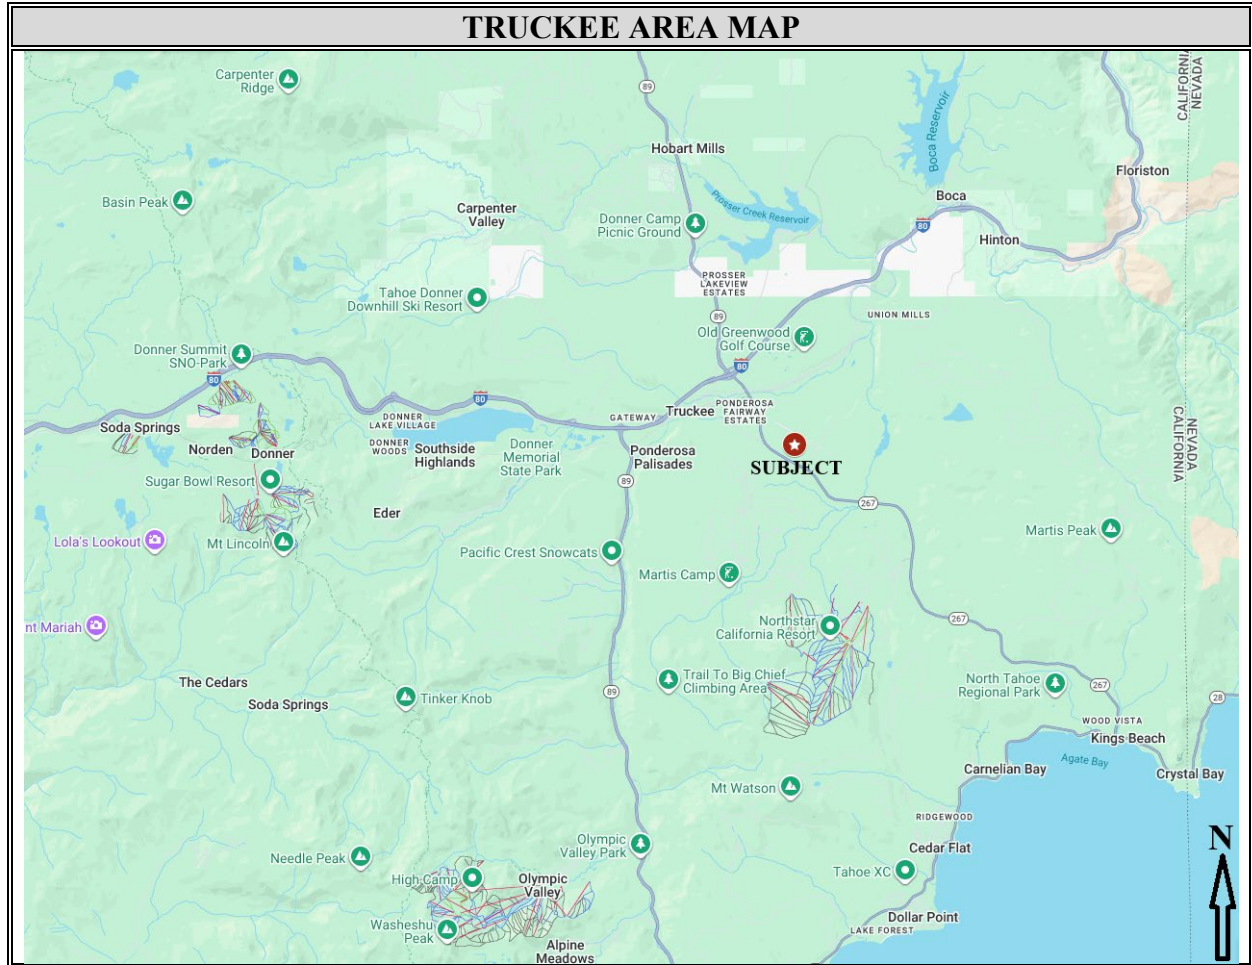 TRUCKEE AREA MAP
Carpenter
Ridge
89
CALIFORNIA
NEVADA
Boca Reservoir
Hobart Mills
Floriston
Basin Peak
Carpenter
Valley
Prosser Creek Reservoir
Boca
Donner Camp
Picnic Ground
80
Hinton
PROSSER
LAKEVIEW
ESTATES
Tahoe Donner
Downhill Ski Resort
89
UNION MILLS
Old Greenwood
Golf Course
Donner Summit
SNO-Park
80
80
80
DONNER
LAKE VILLAGE
GATEWAY
Truckee
PONDEROSA
FAIRWAY
ESTATES
Soda Springs
Norden
Donner
DONNER
WOODS
Southside
Highlands
Donner
Memorial
State Park
Ponderosa
Palisades
SUBJECT
NEVADA
CALIFORNIA
Sugar Bowl Resort
89
267
Eder
Lola's Lookout
Mt Lincoln
Pacific Crest Snowcats
Martis Peak
Martis Camp
nt Mariah
Northstar
California Resort
267
The Cedars
Soda Springs
Tinker Knob
89
Trail To Big Chief
Climbing Area
North Tahoe
Regional Park
267
28
WOOD VISTA
Kings Beach
Agate Bay
Carnelian Bay
Crystal Bay
Mt Watson
RIDGEWOOD
N
Olympic
Valley Park
Cedar Flat
Needle Peak
High Camp
Olympic
Valley
Tahoe XC
Washeshu
Peak
Dollar Point
LAKE FOREST
Alpine
Meadows